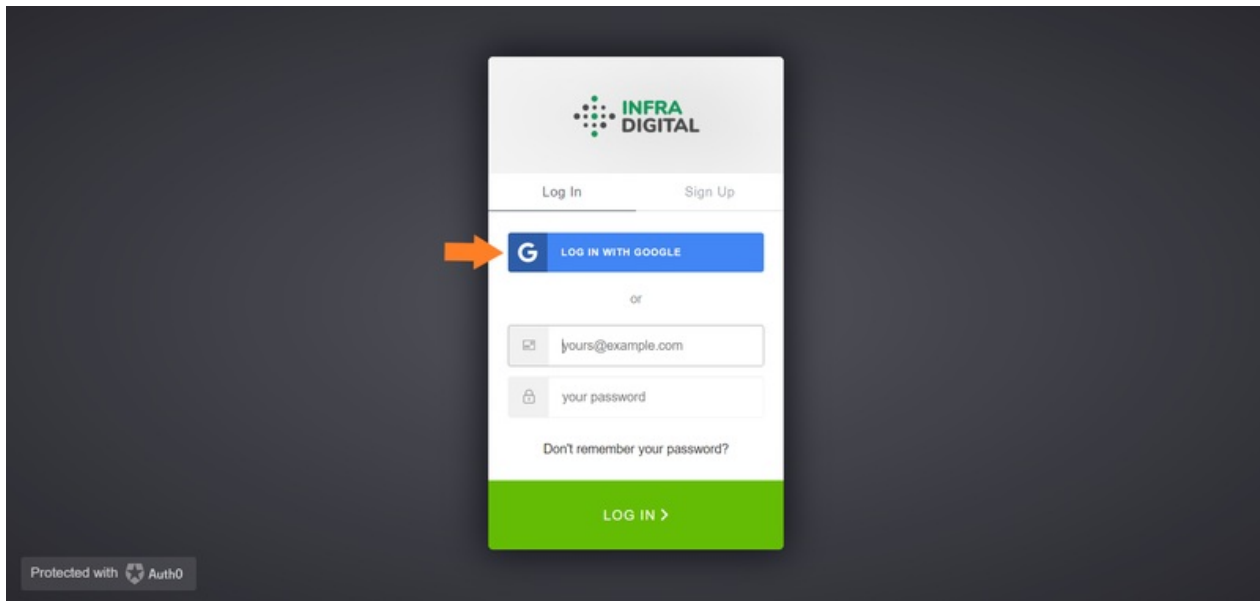 INFRA
DIGITAL
Log In Sign Up
G LOG IN WITH GOOGLE
or
yours@example.com
your password
Don't remember your password?
LOG IN >
Protected with Auth0